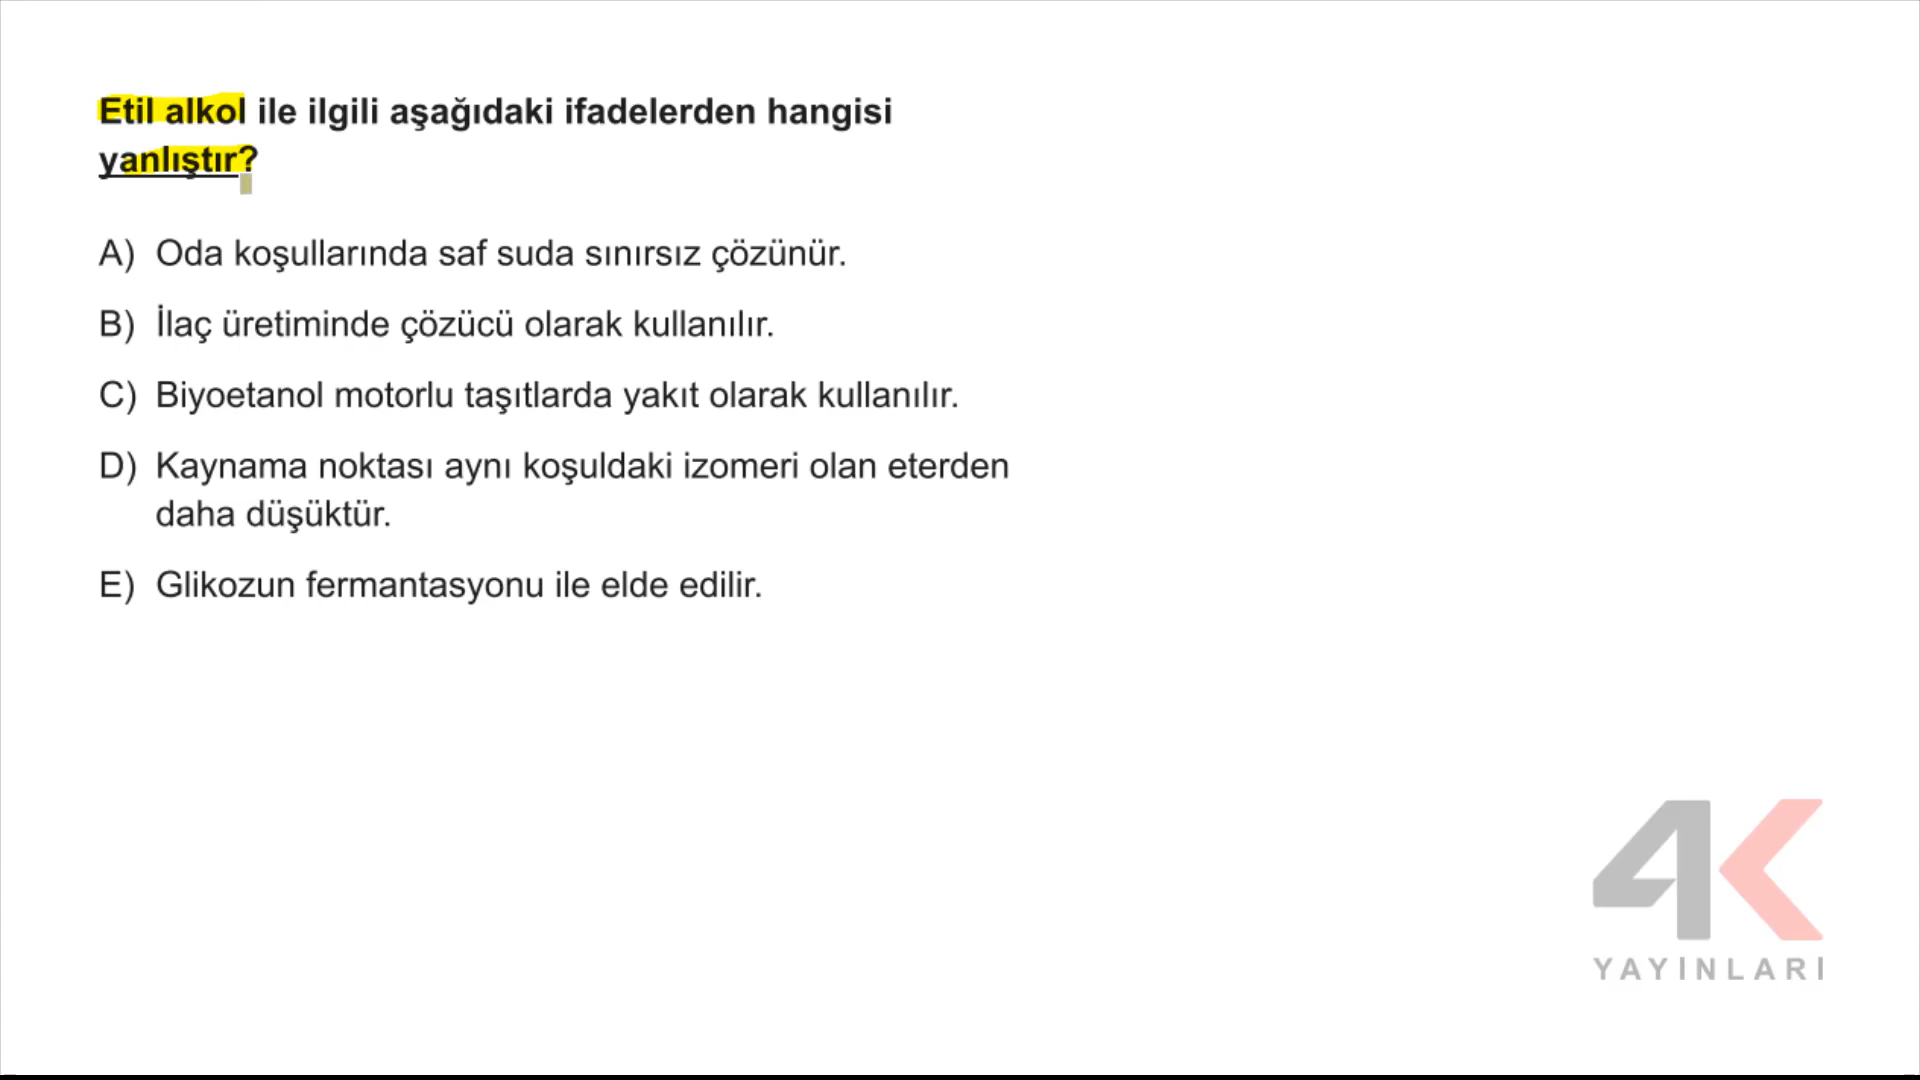 Etil alkol ile ilgili aşağıdaki ifadelerden hangisi
yanlıştır?
A) Oda koşullarında saf suda sınırsız çözünür.
B) İlaç üretiminde çözücü olarak kullanılır.
C) Biyoetanol motorlu taşıtlarda yakıt olarak kullanılır.
D) Kaynama noktası aynı koşuldaki izomeri olan eterden
daha düşüktür.
E) Glikozun fermantasyonu ile elde edilir.
4K
YAYINLARI